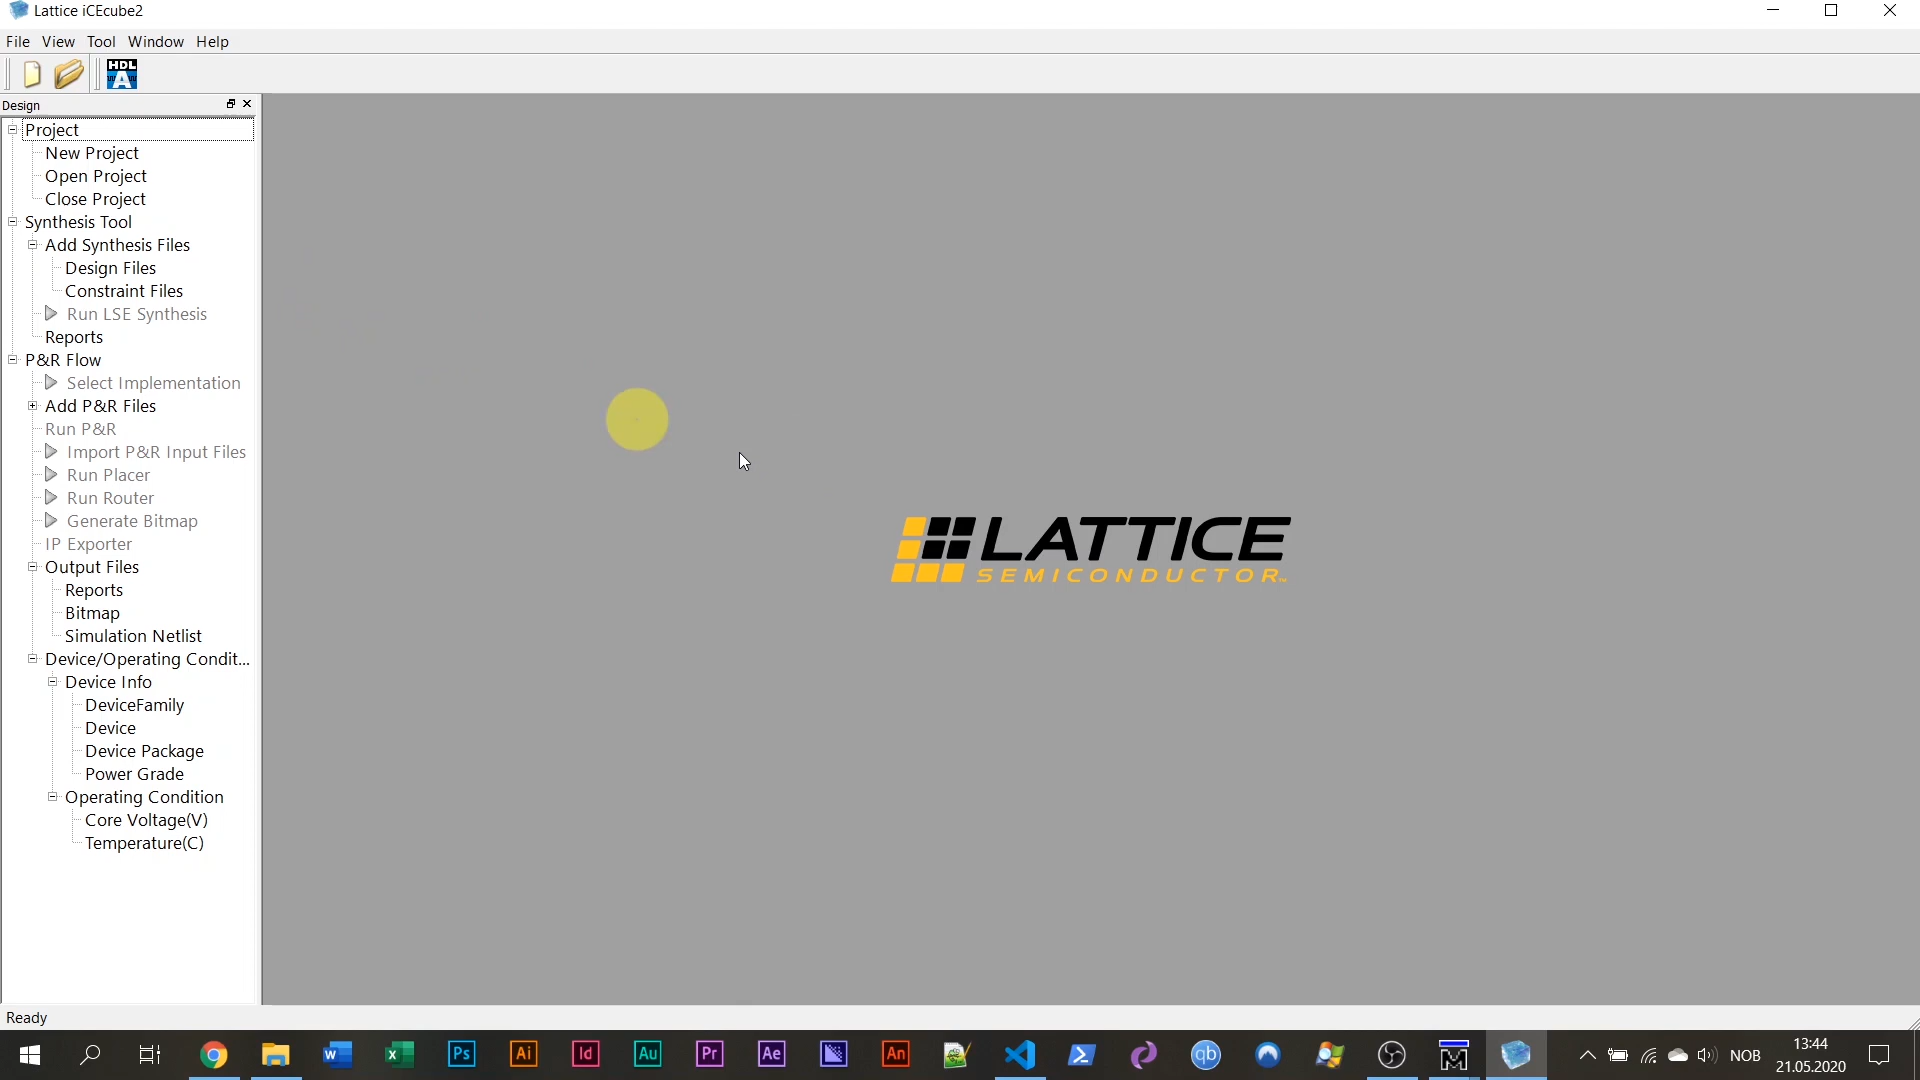 Lattice iCEcube2
File View Tool Window Help
HDL
A
Design
Project
New Project
Open Project
Close Project
Synthesis Tool
Add Synthesis Files
Design Files
Constraint Files
Run LSE Synthesis
Reports
P&R Flow
Select Implementation
Add P&R Files
Run P&R
Import P&R Input Files
Run Placer
Run Router
Generate Bitmap
IP Exporter
Output Files
Reports
Bitmap
Simulation Netlist
Device/Operating Condit...
Device Info
DeviceFamily
Device
Device Package
Power Grade
Operating Condition
Core Voltage(V)
Temperature(C)
LATTICE
SEMICONDUCTOR™
Ready
W X Ps Ai Id Au Pr Ae An qb M NOB
13:44
21.05.2020